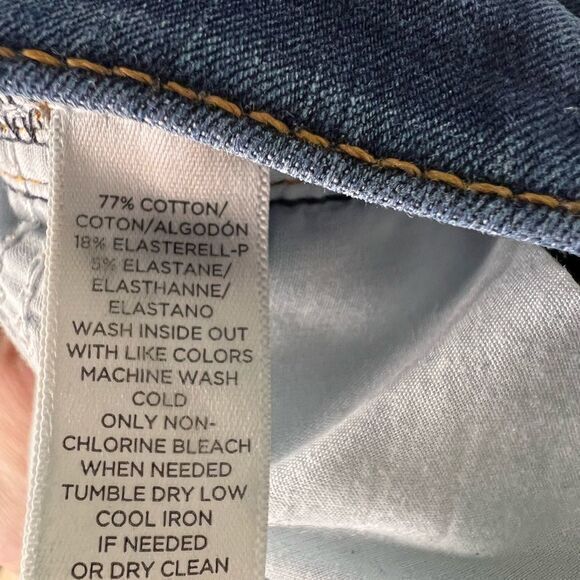 77% COTTON/
COTON/ALGODÓN
18% ELASTERELL-P
5% ELASTANE/
ELASTHANNE/
ELASTANO
WASH INSIDE OUT
WITH LIKE COLORS
MACHINE WASH
COLD
ONLY NON-
CHLORINE BLEACH
WHEN NEEDED
TUMBLE DRY LOW
COOL IRON
IF NEEDED
OR DRY CLEAN